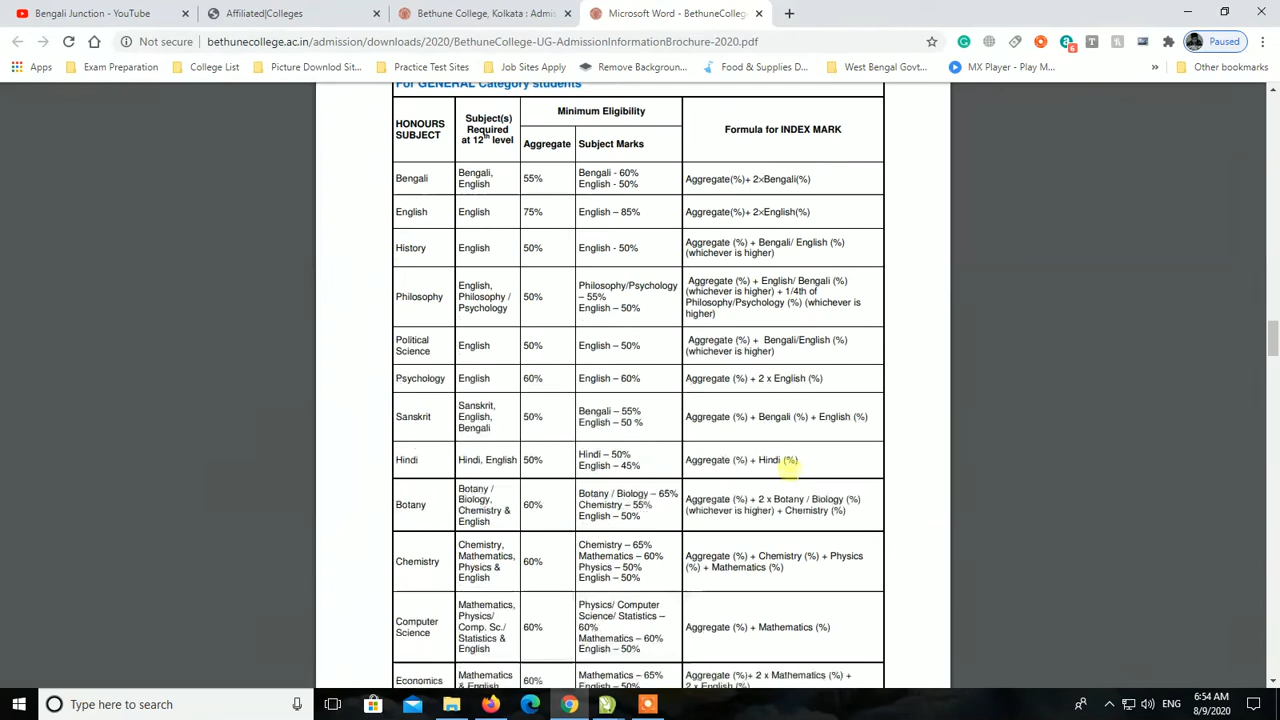 Bengali Junction - YouTube
Affiliated|Colleges
Bethune College, Kolkata : Admis
Microsoft Word - BethuneColleg
Not secure
bethunecollege.ac.in/admission/downloads/2020/BethuneCollege-UG-AdmissionInformationBrochure-2020.pdf
6
Paused
Apps
Exam Preparation
College List
Picture Downlod Sit...
Practice Test Sites
Job Sites Apply
Remove Backgroun...
Food & Supplies D...
West Bengal Govt...
MX Player - Play M...
Other bookmarks
For GENERAL Category students
HONOURS
SUBJECT
Subject(s)
Required
at 12th level
Minimum Eligibility
Aggregate
Subject Marks
Formula for INDEX MARK
Bengali
Bengali,
English
55%
Bengali - 60%
English - 50%
Aggregate(%)+ 2×Bengali(%)
English
English
75%
English – 85%
Aggregate(%)+ 2×English(%)
History
English
50%
English - 50%
Aggregate (%) + Bengali/ English (%)
(whichever is higher)
Philosophy
English,
Philosophy /
Psychology
50%
Philosophy/Psychology
– 55%
English – 50%
Aggregate (%) + English/ Bengali (%)
(whichever is higher) + 1/4th of
Philosophy/Psychology (%) (whichever is
higher)
Political
Science
English
50%
English – 50%
Aggregate (%) + Bengali/English (%)
(whichever is higher)
Psychology
English
60%
English – 60%
Aggregate (%) + 2 x English (%)
Sanskrit
Sanskrit,
English,
Bengali
50%
Bengali – 55%
English – 50 %
Aggregate (%) + Bengali (%) + English (%)
Hindi
Hindi, English
50%
Hindi – 50%
English – 45%
Aggregate (%) + Hindi (%)
Botany
Botany /
Biology,
Chemistry &
English
60%
Botany / Biology – 65%
Chemistry – 55%
English – 50%
Aggregate (%) + 2 x Botany / Biology (%)
(whichever is higher) + Chemistry (%)
Chemistry
Chemistry,
Mathematics,
Physics &
English
60%
Chemistry – 65%
Mathematics – 60%
Physics – 50%
English – 50%
Aggregate (%) + Chemistry (%) + Physics
(%) + Mathematics (%)
Computer
Science
Mathematics,
Physics/
Comp. Sc./
Statistics &
English
60%
Physics/ Computer
Science/ Statistics –
60%
Mathematics – 60%
English – 50%
Aggregate (%) + Mathematics (%)
Economics
Mathematics
& English
60%
Mathematics – 65%
English – 50%
Aggregate (%)+ 2 x Mathematics (%) +
2 x English (%)
Type here to search
ENG
6:54 AM
8/9/2020